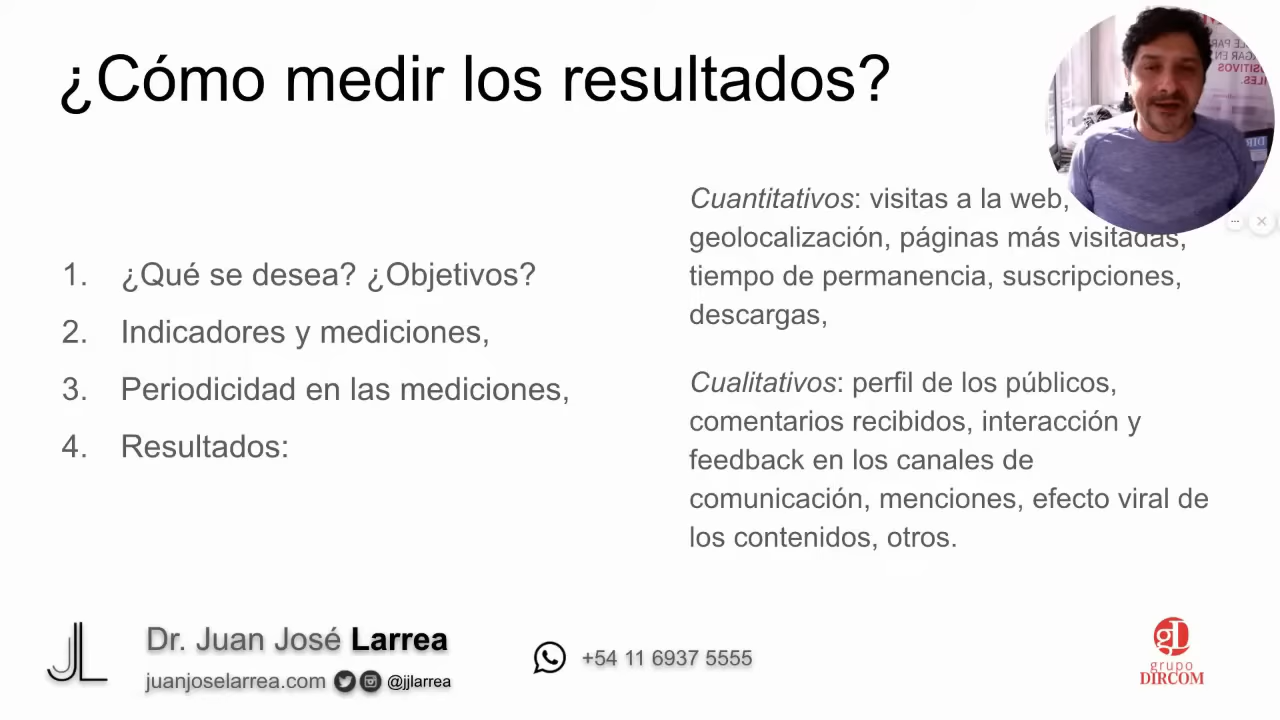 ¿Cómo medir los resultados?
1. ¿Qué se desea? ¿Objetivos?
2. Indicadores y mediciones,
3. Periodicidad en las mediciones,
4. Resultados:
Cuantitativos: visitas a la web,
geolocalización, páginas más visitadas,
tiempo de permanencia, suscripciones,
descargas,
Cualitativos: perfil de los públicos,
comentarios recibidos, interacción y
feedback en los canales de
comunicación, menciones, efecto viral de
los contenidos, otros.
JL
Dr. Juan José Larrea
juanjoselarrea.com @jjlarrea
+54 11 6937 5555
gD
grupo
DIRCOM